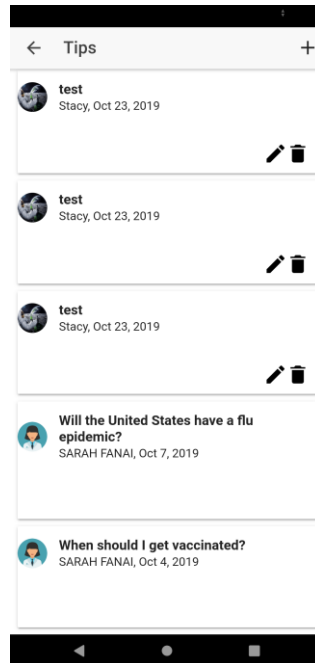 Tips
test
Stacy, Oct 23, 2019
test
Stacy, Oct 23, 2019
test
Stacy, Oct 23, 2019
Will the United States have a flu
epidemic?
SARAH FANAI, Oct 7, 2019
When should I get vaccinated?
SARAH FANAI, Oct 4, 2019